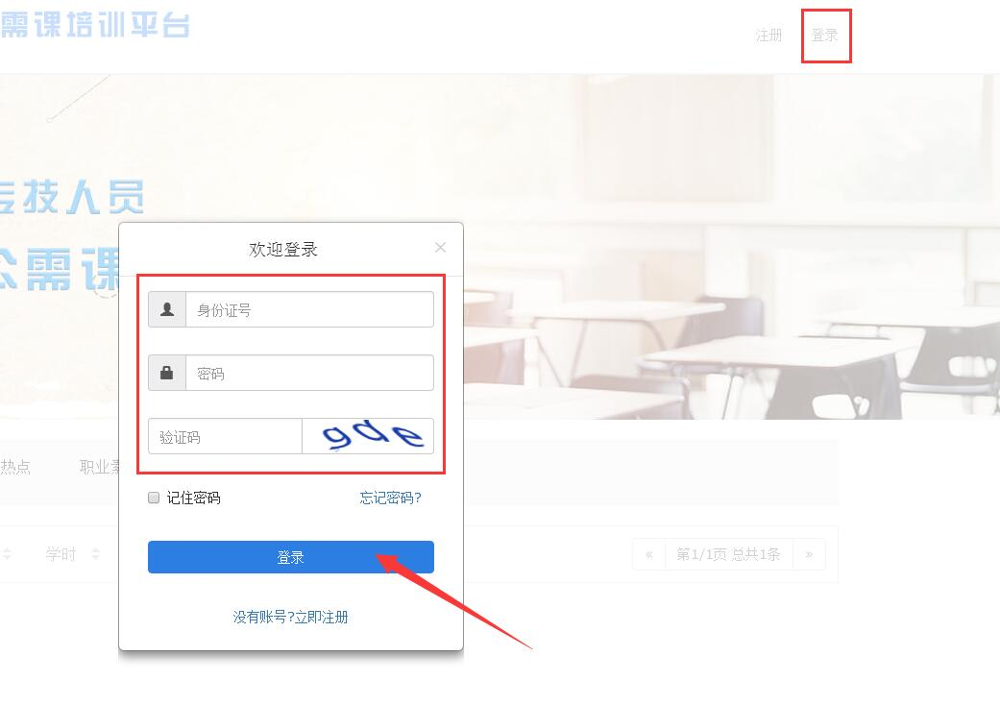 需课培训平台
注册 登录
专技人员
公需课
欢迎登录 ×
身份证号
密码
验证码 gde
热点 职业素
记住密码 忘记密码?
学时 « 第1/1页 总共1条 »
登录
没有账号?立即注册